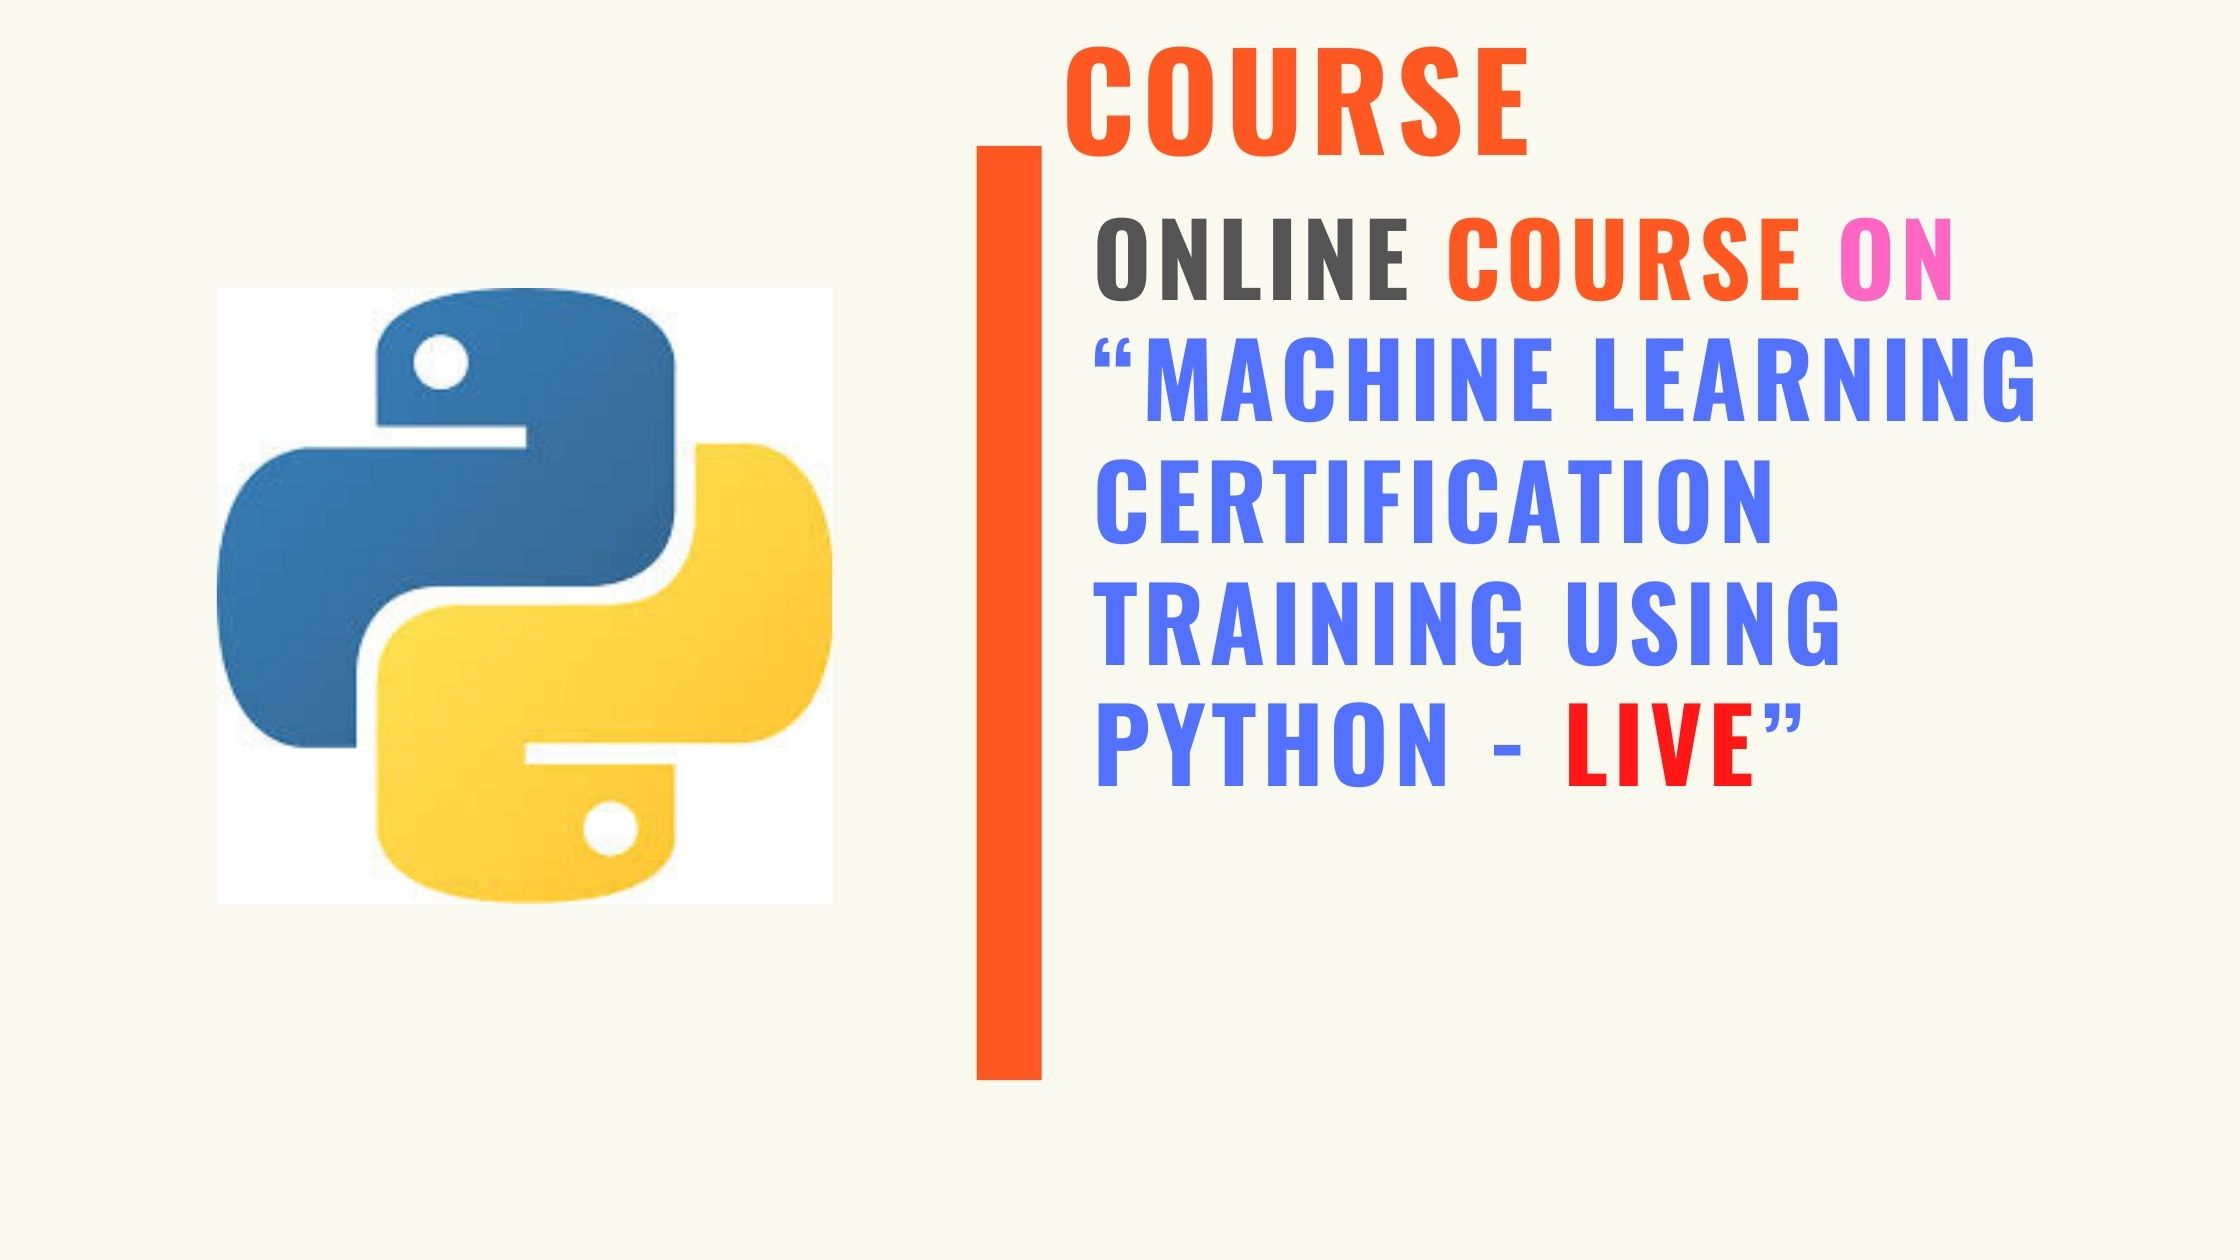 COURSE
ONLINE COURSE ON
“MACHINE LEARNING
CERTIFICATION
TRAINING USING
PYTHON - LIVE”